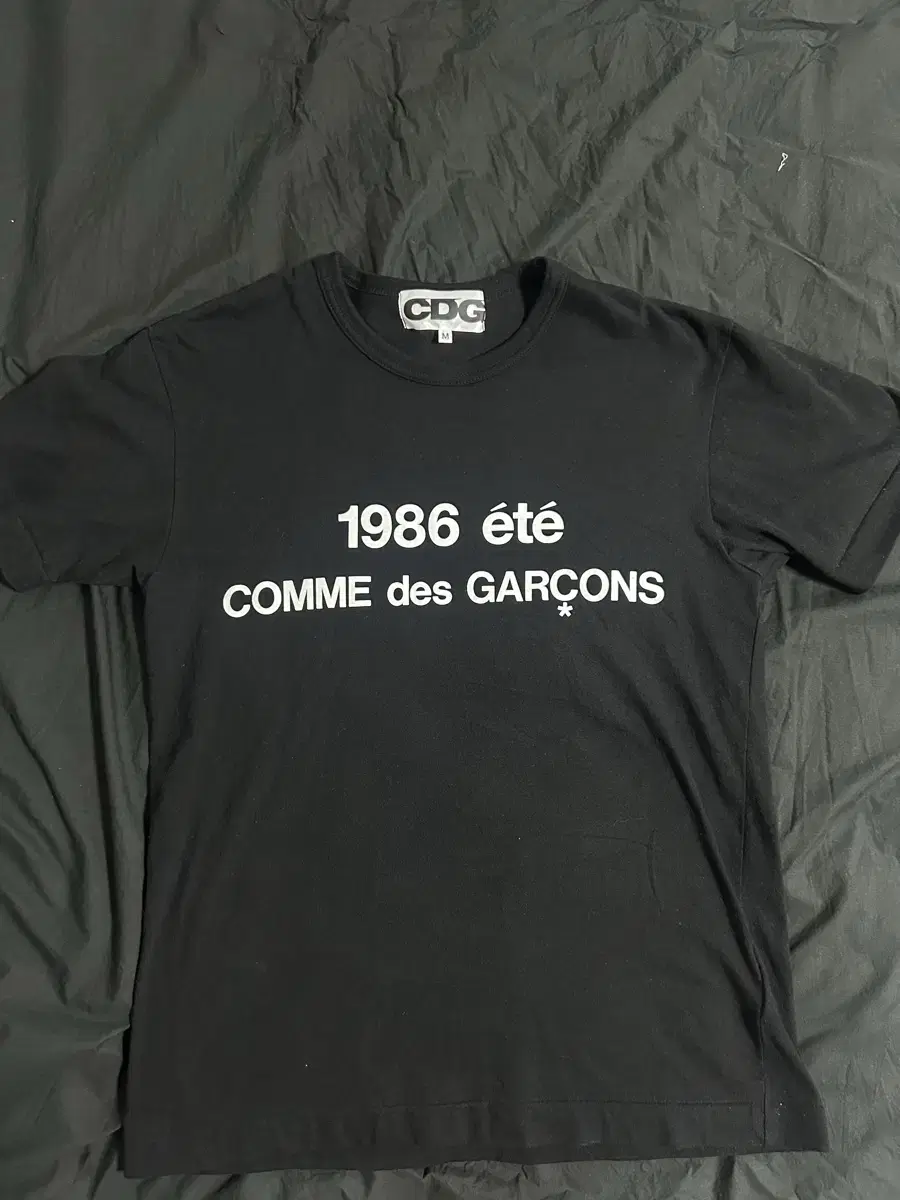 CDG
M
1986 été
COMME des GARÇONS
*